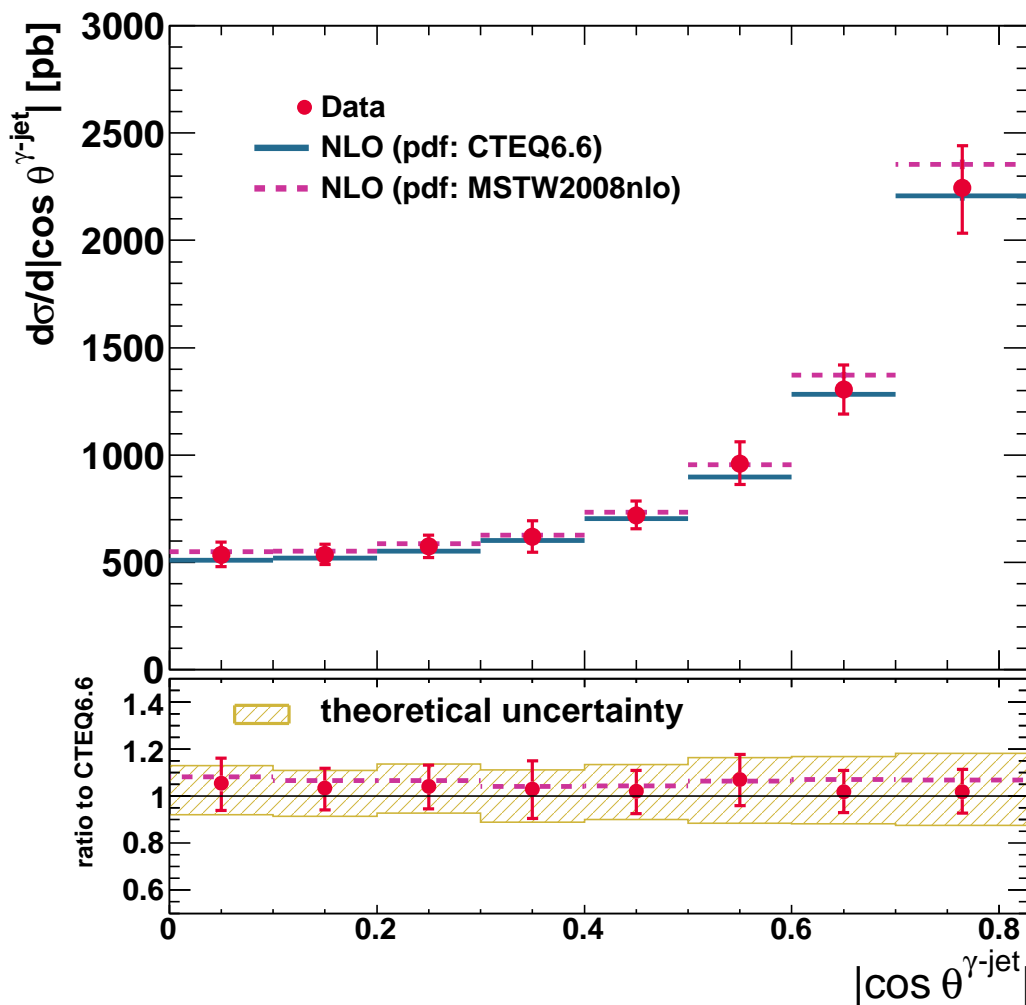 dσ/d|cos θ^γ-jet| [pb]
3000
2500
2000
1500
1000
500
0
Data
NLO (pdf: CTEQ6.6)
NLO (pdf: MSTW2008nlo)
ratio to CTEQ6.6
1.4
1.2
1
0.8
0.6
theoretical uncertainty
0 0.2 0.4 0.6 0.8
|cos θ^γ-jet|